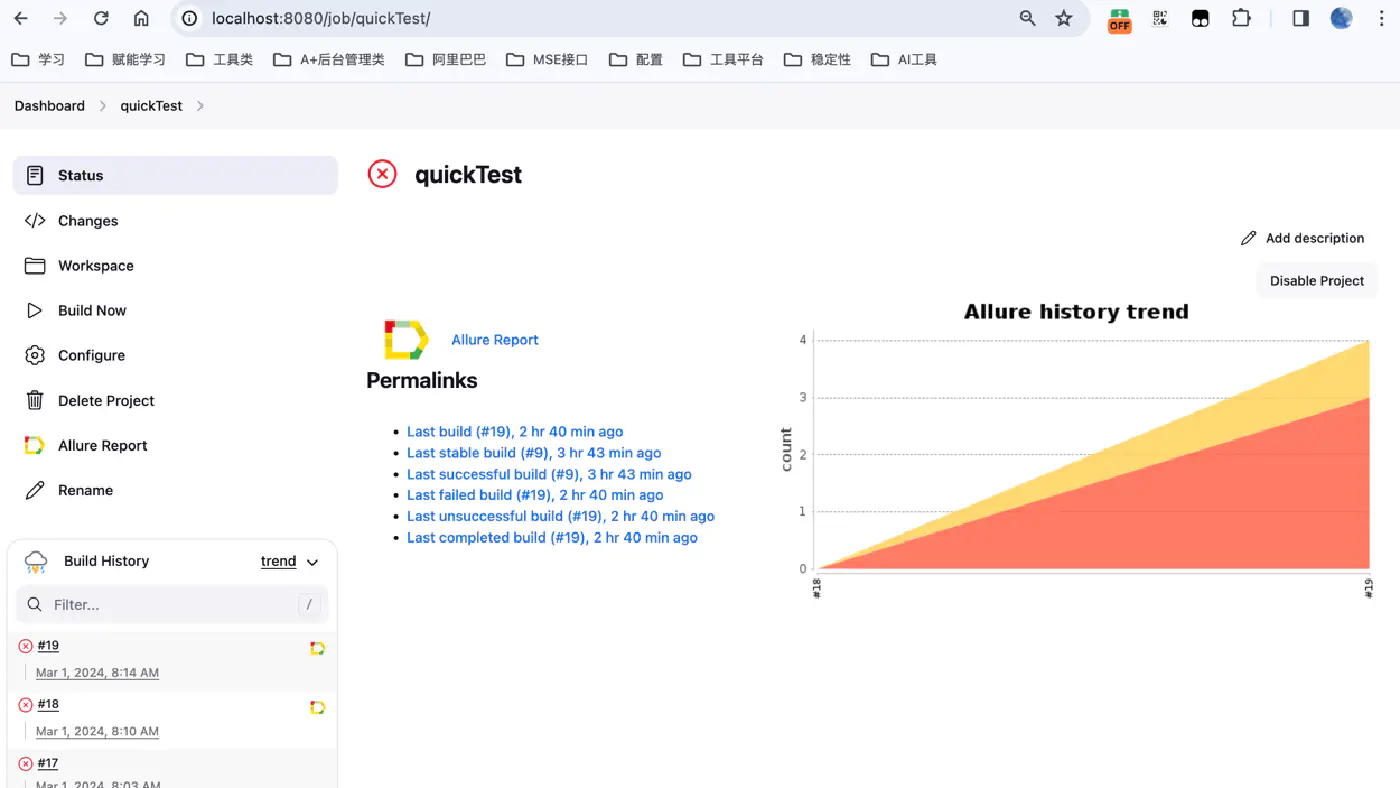 localhost:8080/job/quickTest/
OFF
学习 赋能学习 工具类 A+后台管理类 阿里巴巴 MSE接口 配置 工具平台 稳定性 AI工具
Dashboard quickTest
Status
Changes
Workspace
Build Now
Configure
Delete Project
Allure Report
Rename
Build History trend
Filter... /
#19
Mar 1, 2024, 8:14 AM
#18
Mar 1, 2024, 8:10 AM
#17
Mar 1, 2024, 8:03 AM
quickTest
Add description
Disable Project
Allure Report
Permalinks
Last build (#19), 2 hr 40 min ago
Last stable build (#9), 3 hr 43 min ago
Last successful build (#9), 3 hr 43 min ago
Last failed build (#19), 2 hr 40 min ago
Last unsuccessful build (#19), 2 hr 40 min ago
Last completed build (#19), 2 hr 40 min ago
Allure history trend
4
3
2
1
0
count
#18
#19